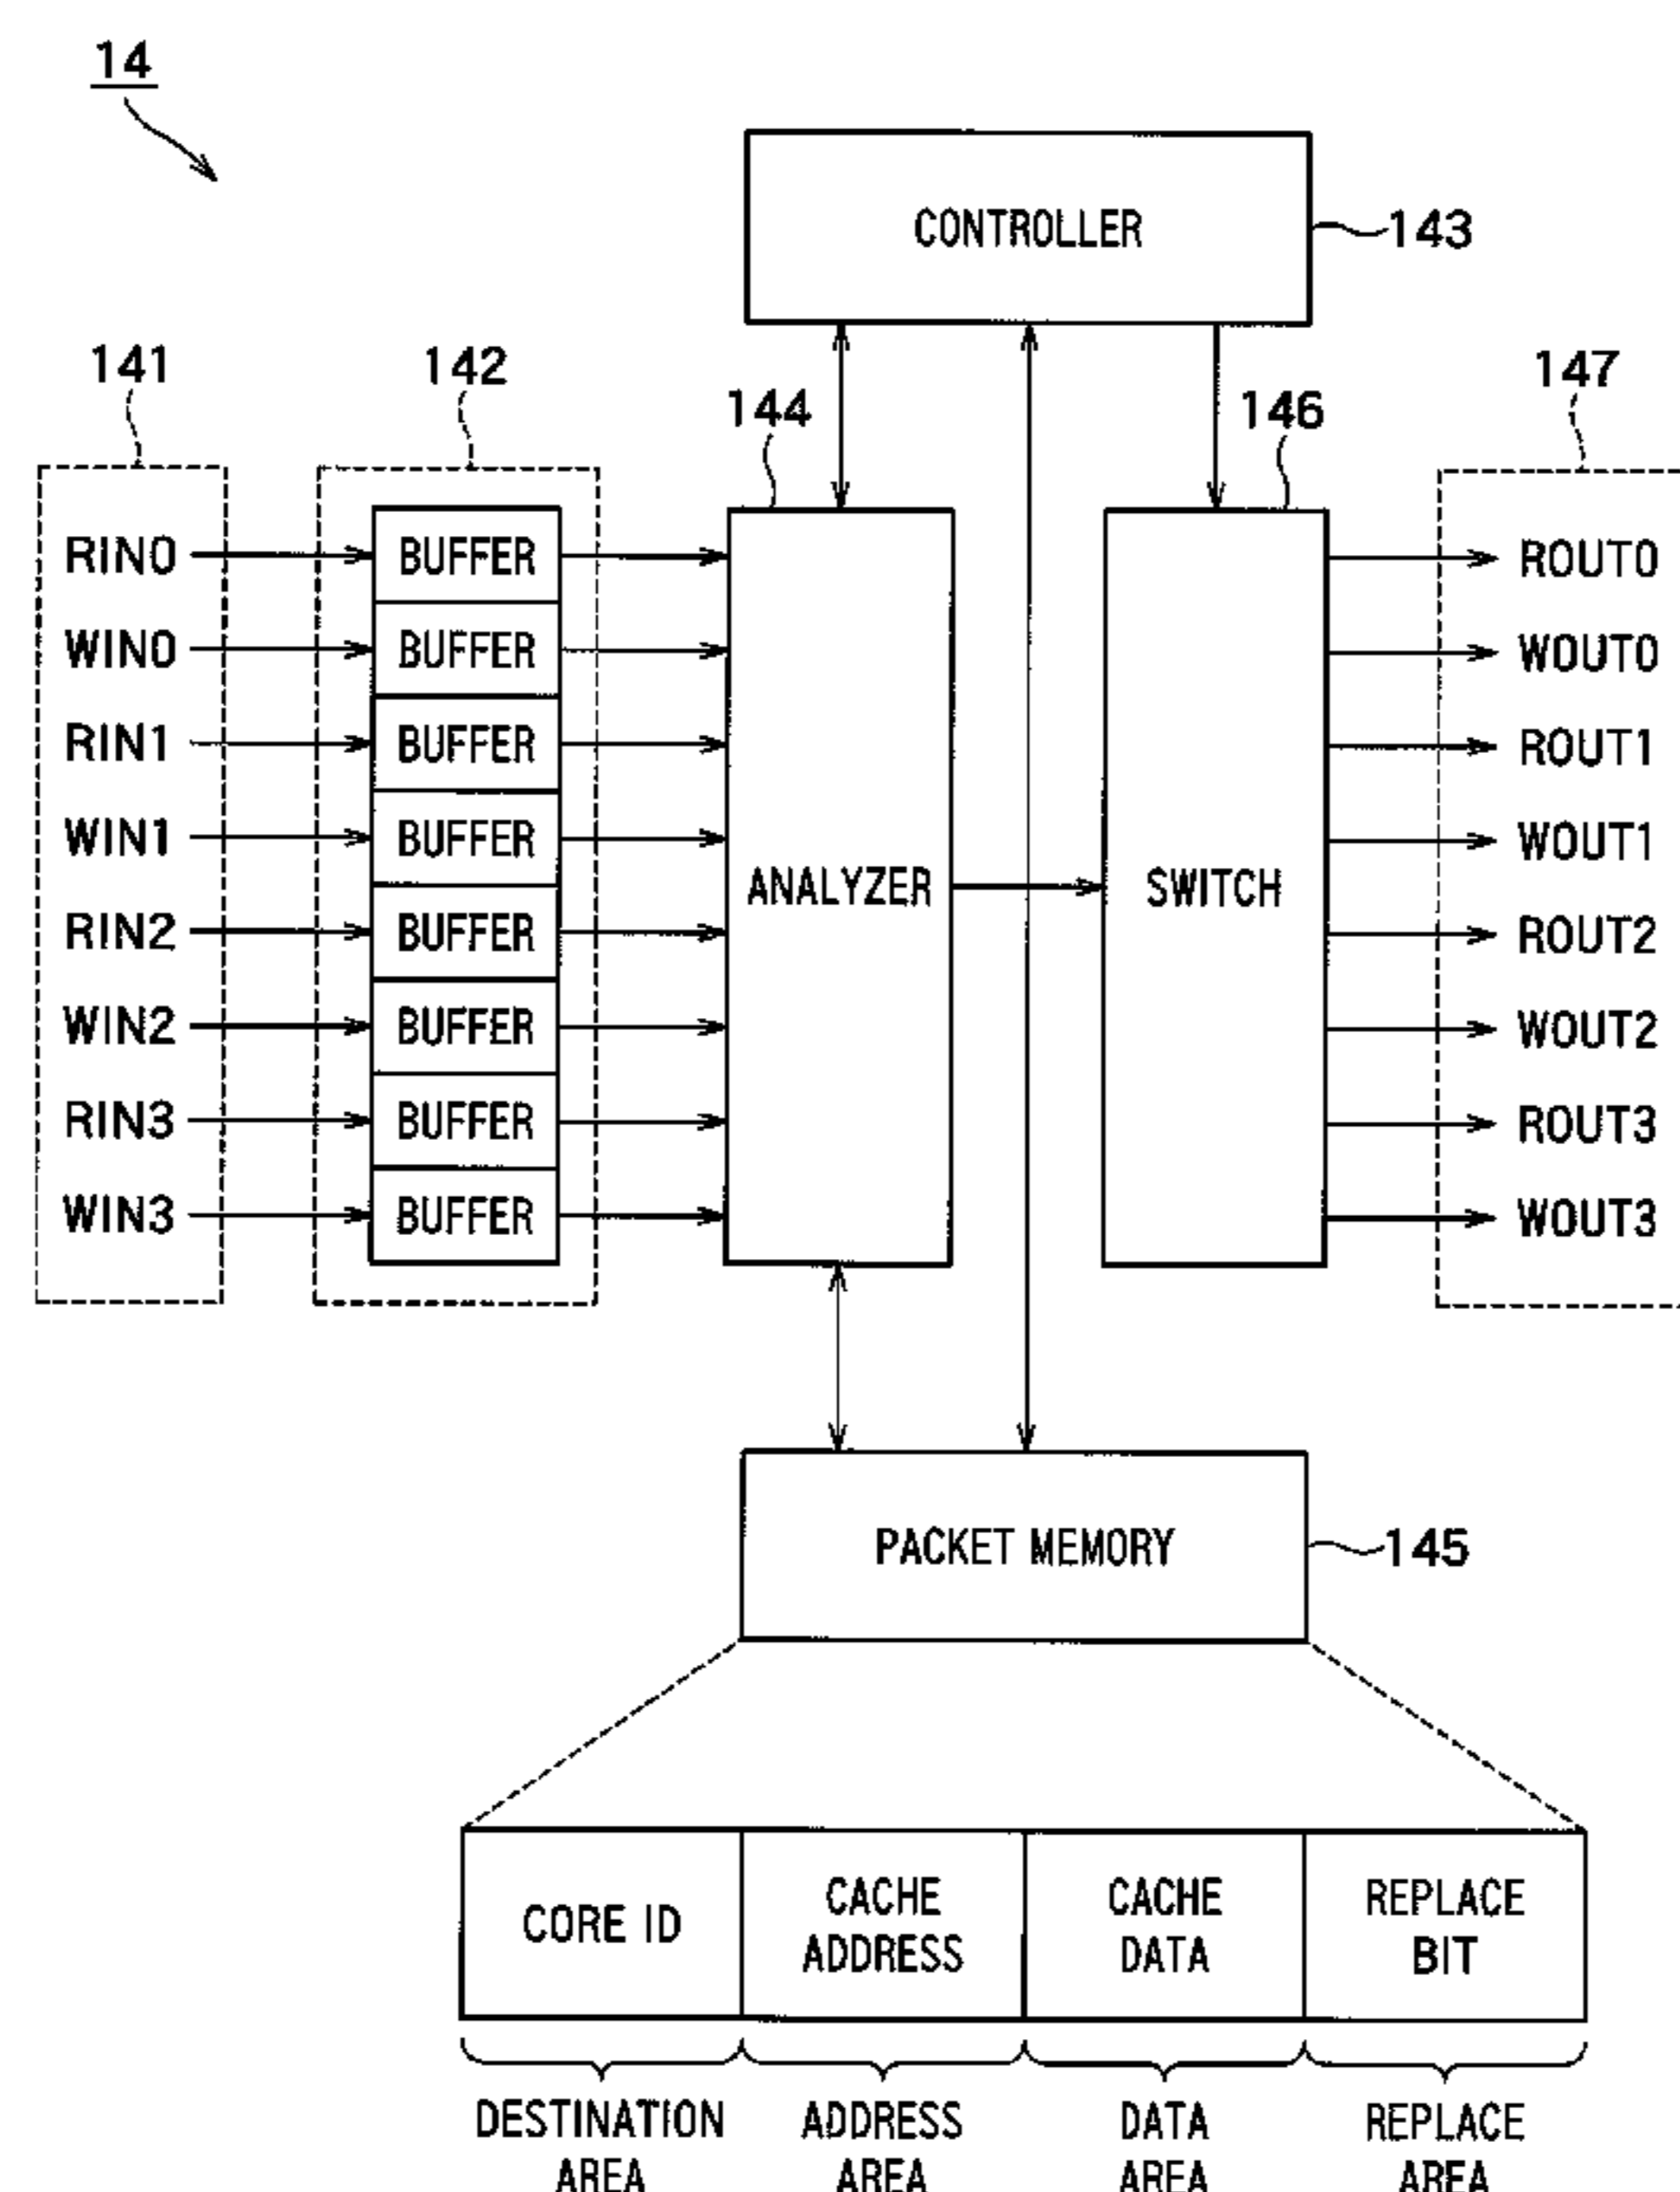 14
CONTROLLER
143
141
142
144
146
147
RIN0
BUFFER
ROUT0
WIN0
BUFFER
WOUT0
RIN1
BUFFER
ROUT1
WIN1
BUFFER
WOUT1
ANALYZER
SWITCH
RIN2
BUFFER
ROUT2
WIN2
BUFFER
WOUT2
RIN3
BUFFER
ROUT3
WIN3
BUFFER
WOUT3
PACKET MEMORY
145
CORE ID
CACHE
ADDRESS
CACHE
DATA
REPLACE
BIT
DESTINATION
AREA
ADDRESS
AREA
DATA
AREA
REPLACE
AREA